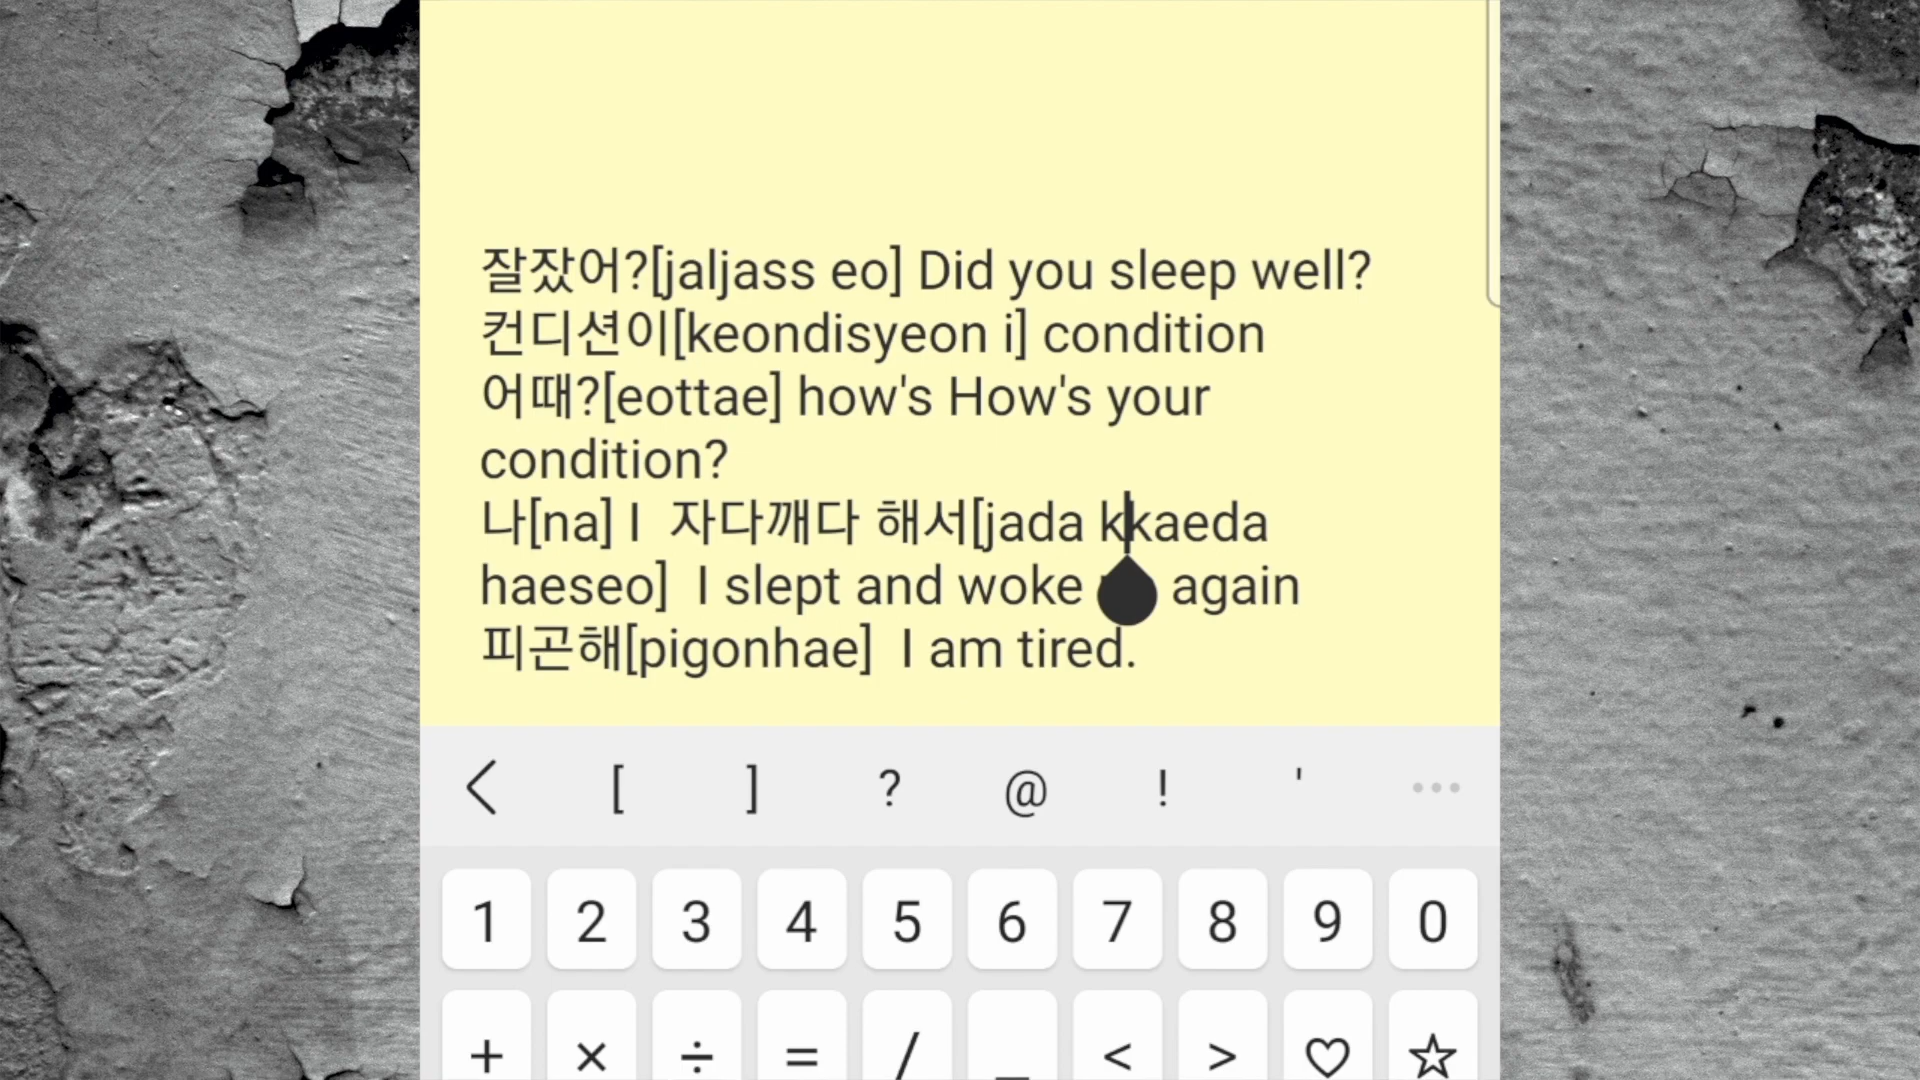 잘잤어?[jaljass eo] Did you sleep well?
컨디션이[keondisyeon i] condition
어때?[eottae] how's How's your
condition?
나[na] I  자다깨다 해서[jada kkaeda
haeseo]  I slept and woke again
피곤해[pigonhae]  I am tired.
[ ] ? @ ! '
1 2 3 4 5 6 7 8 9 0
+ × ÷ = / _ < > ♡ ☆